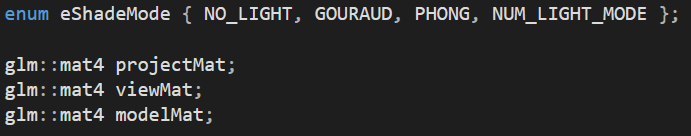 enum eShadeMode { NO_LIGHT, GOURAUD, PHONG, NUM_LIGHT_MODE };
glm::mat4 projectMat;
glm::mat4 viewMat;
glm::mat4 modelMat;